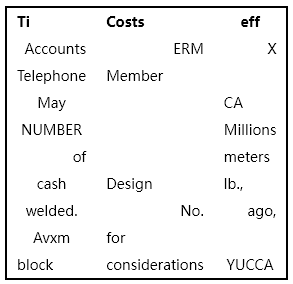 Ti Costs eff
Accounts ERM X
Telephone Member
May CA
NUMBER Millions
of meters
cash Design lb.,
welded. No. ago,
Avxm for
block considerations YUCCA